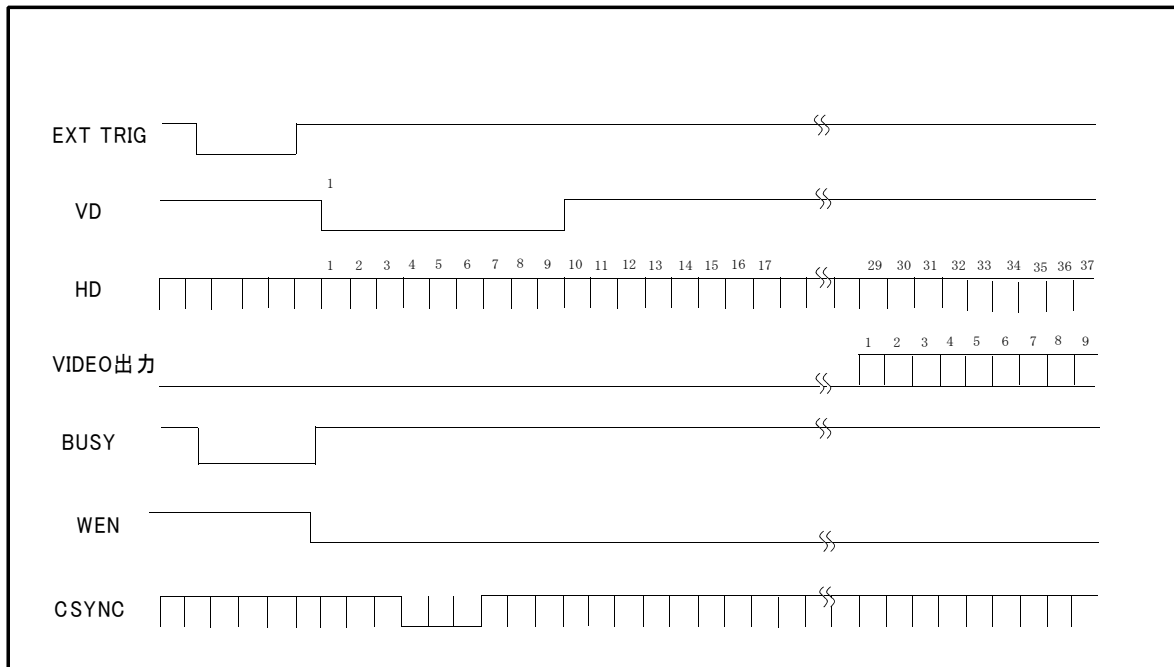 EXT TRIG
1
VD
1 2 3 4 5 6 7 8 9 10 11 12 13 14 15 16 17 29 30 31 32 33 34 35 36 37
HD
1 2 3 4 5 6 7 8 9
VIDEO出力
BUSY
WEN
CSYNC